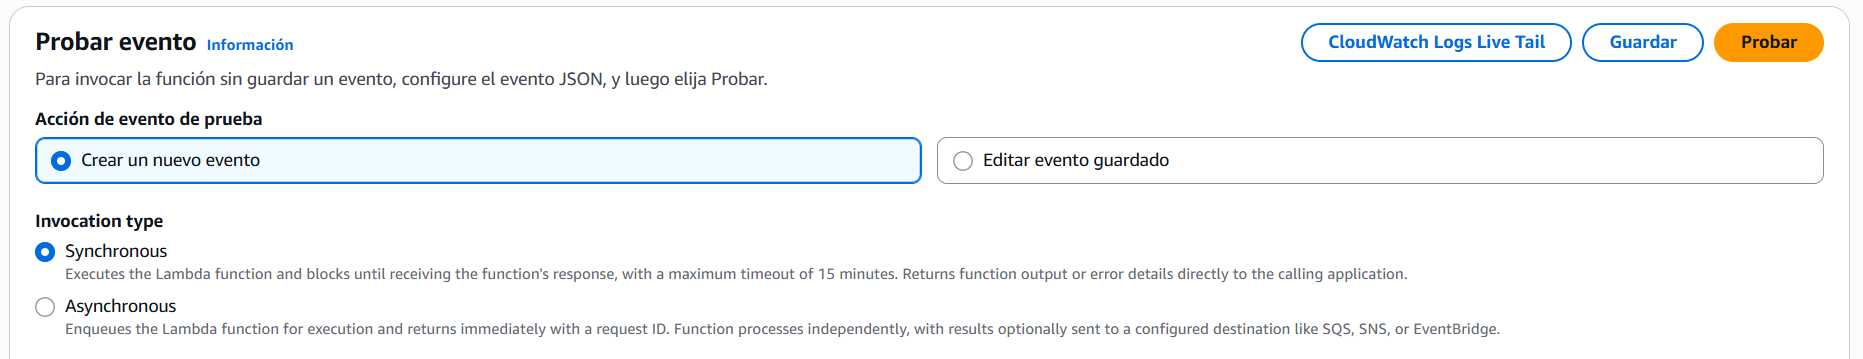 Probar evento Información
CloudWatch Logs Live Tail
Guardar
Probar
Para invocar la función sin guardar un evento, configure el evento JSON, y luego elija Probar.
Acción de evento de prueba
Crear un nuevo evento
Editar evento guardado
Invocation type
Synchronous
Executes the Lambda function and blocks until receiving the function's response, with a maximum timeout of 15 minutes. Returns function output or error details directly to the calling application.
Asynchronous
Enqueues the Lambda function for execution and returns immediately with a request ID. Function processes independently, with results optionally sent to a configured destination like SQS, SNS, or EventBridge.